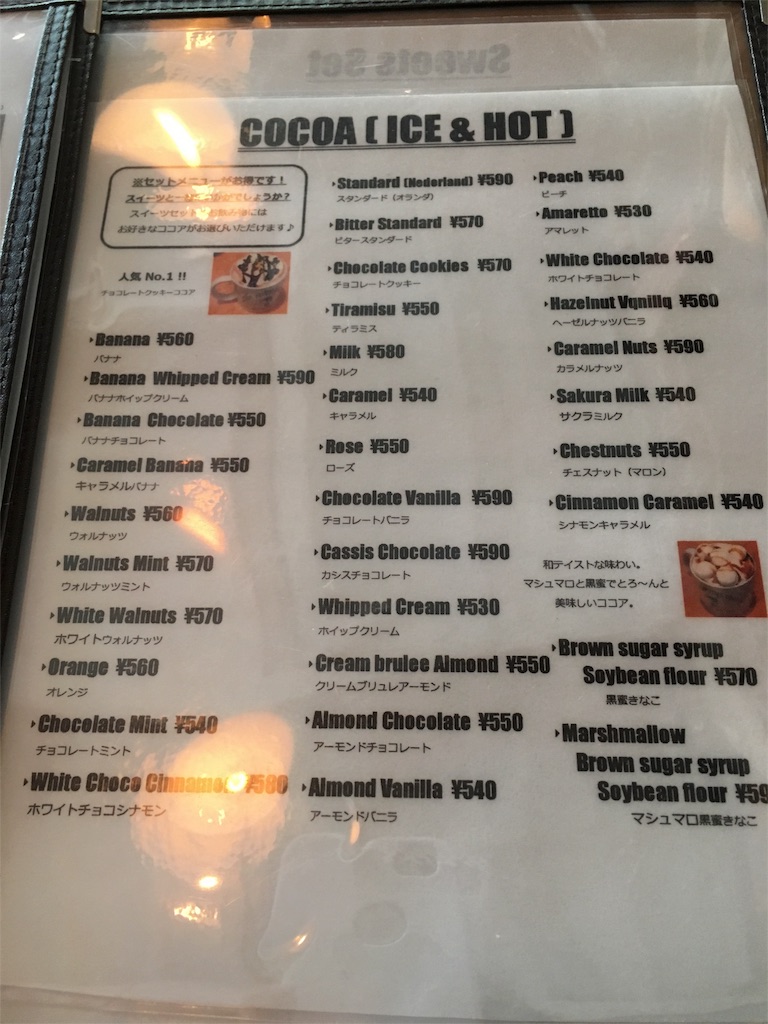 COCOA ( ICE & HOT )
※セットメニューがお得です！
スイーツと一緒にいかがでしょうか？
お好きなココアがお選びいただけます♪
人気 No.1 !!
チョコレートクッキーココア
Banana ¥560
バナナ
Banana Whipped Cream ¥590
バナナホイップクリーム
Banana Chocolate ¥550
バナナチョコレート
Caramel Banana ¥550
キャラメルバナナ
Walnuts ¥560
ウォルナッツ
Walnuts Mint ¥570
ウォルナッツミント
White Walnuts ¥570
ホワイトウォルナッツ
Orange ¥560
オレンジ
Chocolate Mint ¥540
チョコレートミント
White Choco Cinnamon ¥580
ホワイトチョコシナモン
Standard (Nederland) ¥590
スタンダード（オランダ）
Bitter Standard ¥570
ビタースタンダード
Chocolate Cookies ¥570
チョコレートクッキー
Tiramisu ¥550
ティラミス
Milk ¥580
ミルク
Caramel ¥540
キャラメル
Rose ¥550
ローズ
Chocolate Vanilla ¥590
チョコレートバニラ
Cassis Chocolate ¥590
カシスチョコレート
Whipped Cream ¥530
ホイップクリーム
Cream brulee Almond ¥550
クリームブリュレアーモンド
Almond Chocolate ¥550
アーモンドチョコレート
Almond Vanilla ¥540
アーモンドバニラ
Peach ¥540
ピーチ
Amaretto ¥530
アマレット
White Chocolate ¥540
ホワイトチョコレート
Hazelnut Vqnillq ¥560
ヘーゼルナッツバニラ
Caramel Nuts ¥590
カラメルナッツ
Sakura Milk ¥540
サクラミルク
Chestnuts ¥550
チェスナット（マロン）
Cinnamon Caramel ¥540
シナモンキャラメル
和テイストな味わい。
マシュマロと黒蜜でとろ～んと
美味しいココア。
Brown sugar syrup
Soybean flour ¥570
黒蜜きなこ
Marshmallow
Brown sugar syrup
Soybean flour ¥59
マシュマロ黒蜜きなこ